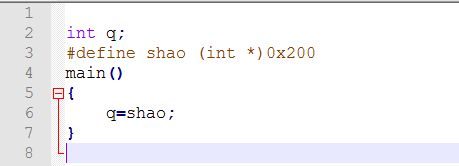 1
2 int q;
3 #define shao (int *)0x200
4 main()
5 {
6 q=shao;
7 }
8